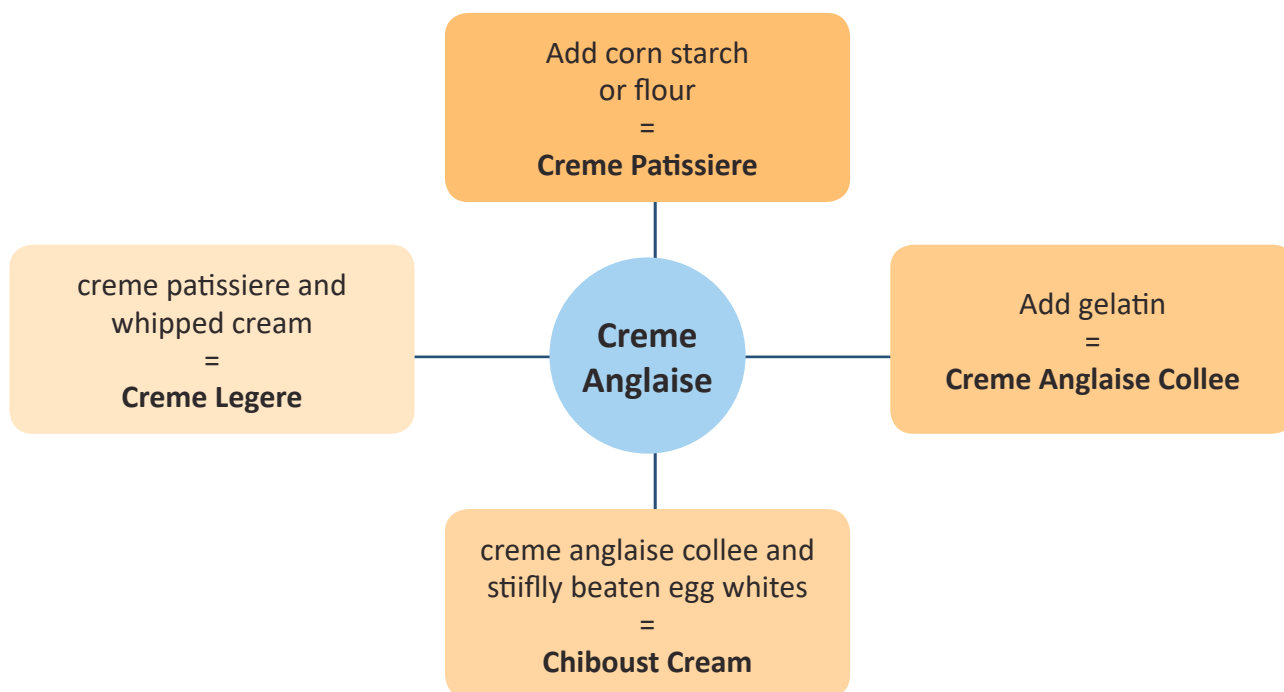 Add corn starch
or flour
=
Creme Patissiere
creme patissiere and
whipped cream
=
Creme Legere
Creme
Anglaise
Add gelatin
=
Creme Anglaise Collee
creme anglaise collee and
stiiflly beaten egg whites
=
Chiboust Cream